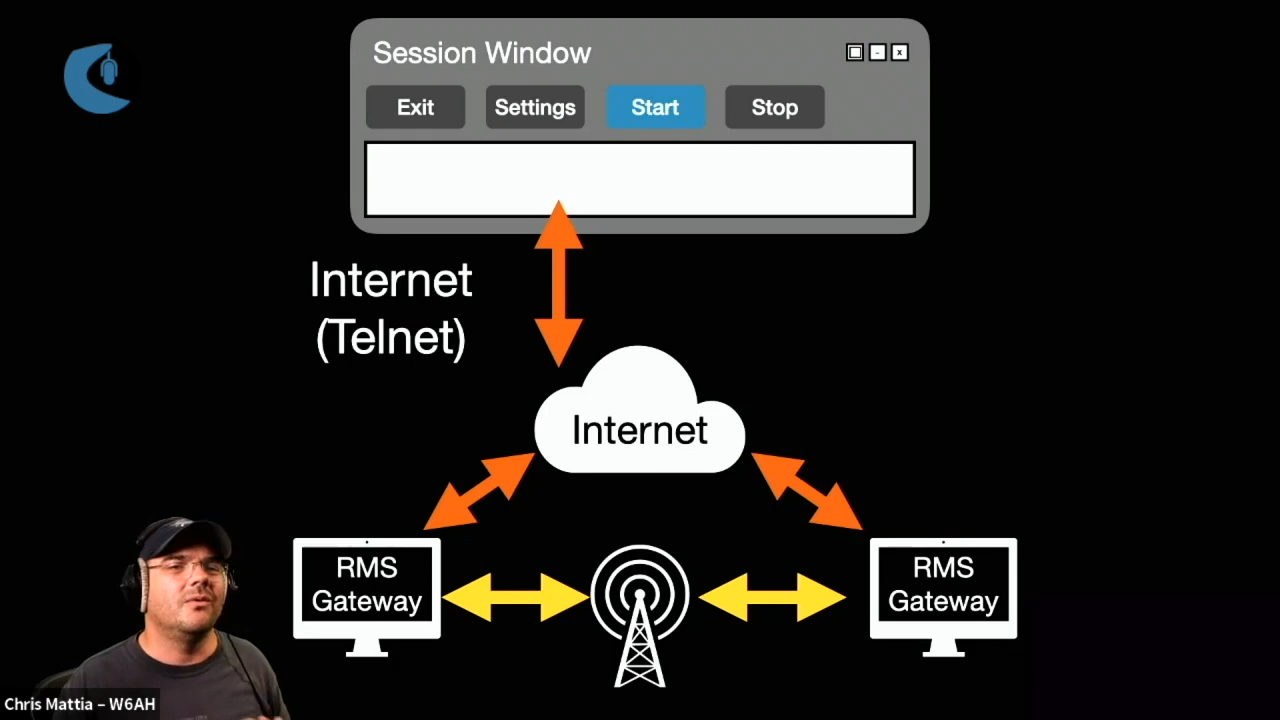 Session Window
Exit
Settings
Start
Stop
Internet
(Telnet)
Internet
RMS
Gateway
RMS
Gateway
Chris Mattia – W6AH